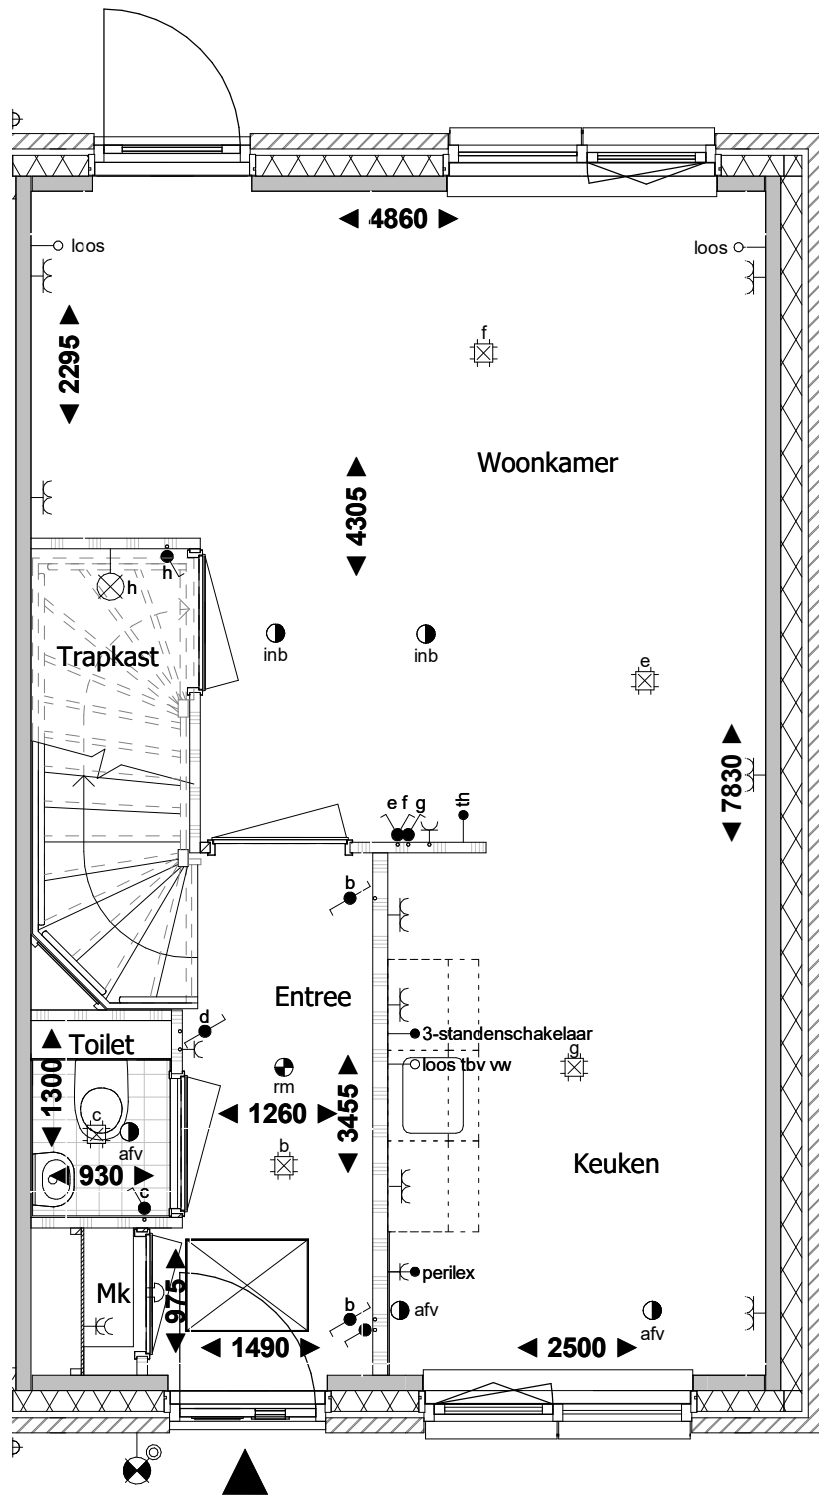 4860
loos
loos
2295
f
Woonkamer
4305
h
h
inb
inb
Trapkast
e
7830
e f g
th
b
Entree
d
3-standenschakelaar
Toilet
g
loos tbv vw
rm
1300
1260
3455
c
afv
b
Keuken
930
c
perilex
Mk
975
b
afv
afv
1490
2500